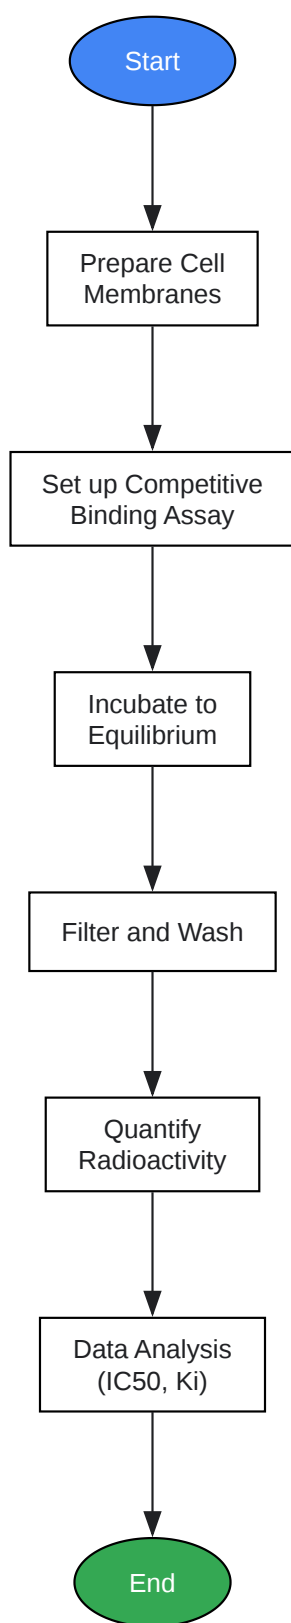 Start
Prepare Cell
Membranes
Set up Competitive
Binding Assay
Incubate to
Equilibrium
Filter and Wash
Quantify
Radioactivity
Data Analysis
(IC50, Ki)
End